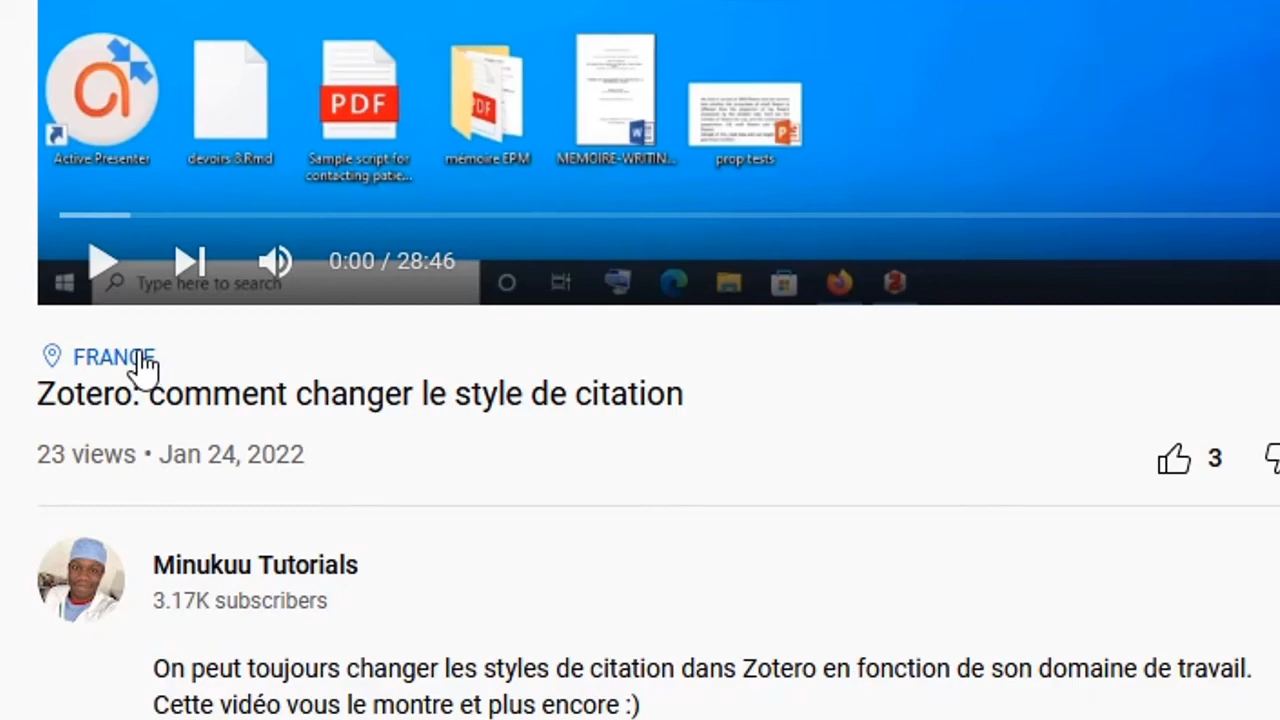 Active Presenter
devoirs 8.Rmd
Sample script for
contacting patie...
mémoire EPM
MEMOIRE-WRITIN...
prop tests
PDF
PDF
0:00 / 28:46
Type here to search
FRANCE
Zotero: comment changer le style de citation
23 views • Jan 24, 2022
3
Minukuu Tutorials
3.17K subscribers
On peut toujours changer les styles de citation dans Zotero en fonction de son domaine de travail.
Cette vidéo vous le montre et plus encore :)